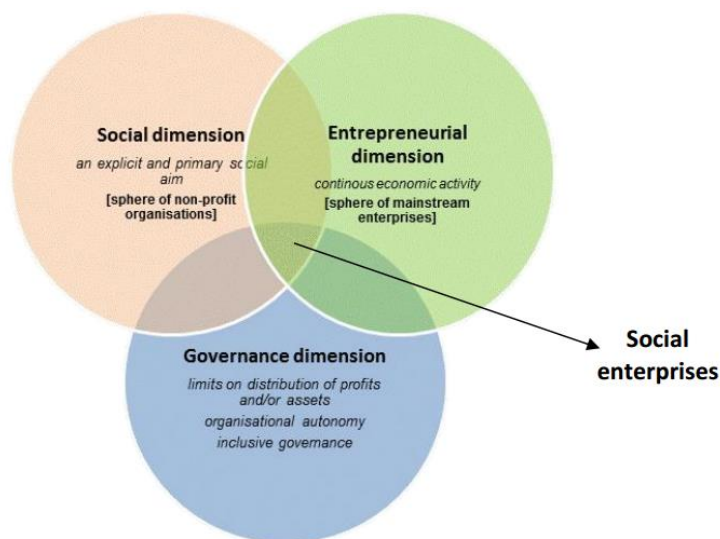 Social dimension
an explicit and primary social
aim
[sphere of non-profit
organisations]
Entrepreneurial
dimension
continous economic activity
[sphere of mainstream
enterprises]
Governance dimension
limits on distribution of profits
and/or assets
organisational autonomy
inclusive governance
Social
enterprises